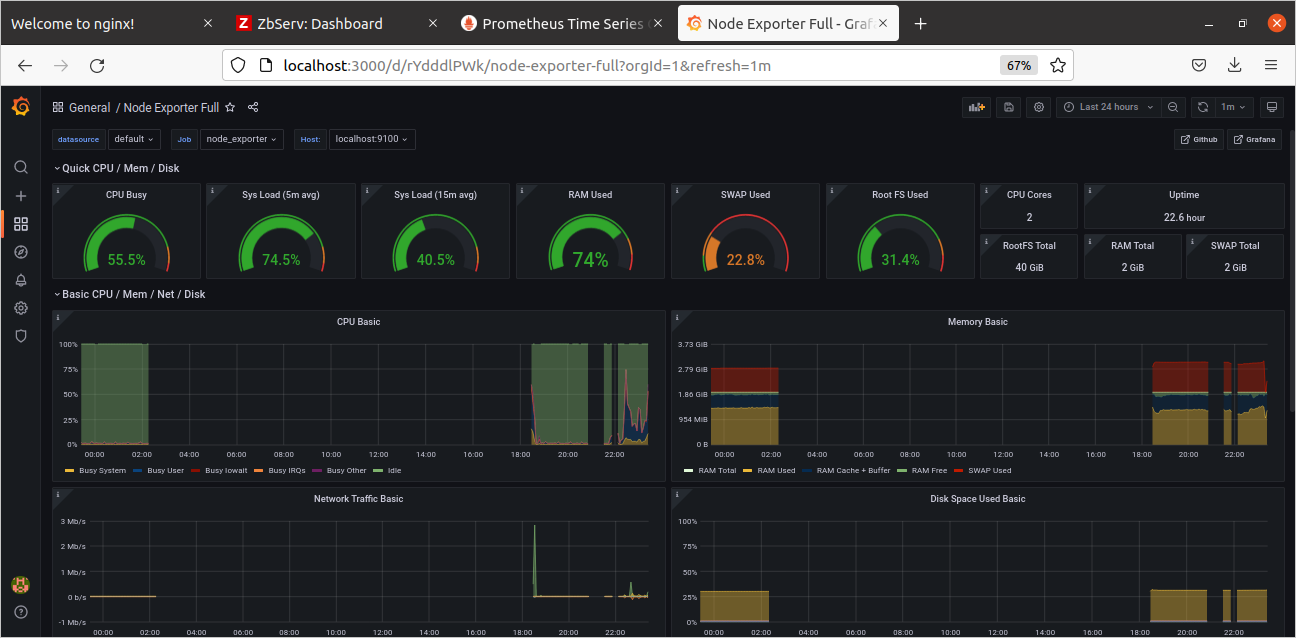 Welcome to nginx!
ZbServ: Dashboard
Prometheus Time Series
Node Exporter Full - Graf
localhost:3000/d/rYdddlPWk/node-exporter-full?orgId=1&refresh=1m
67%
General / Node Exporter Full
Last 24 hours
1m
datasource default Job node_exporter Host: localhost:9100
Github Grafana
Quick CPU / Mem / Disk
CPU Busy
55.5%
Sys Load (5m avg)
74.5%
Sys Load (15m avg)
40.5%
RAM Used
74%
SWAP Used
22.8%
Root FS Used
31.4%
CPU Cores
2
Uptime
22.6 hour
RootFS Total
40 GiB
RAM Total
2 GiB
SWAP Total
2 GiB
Basic CPU / Mem / Net / Disk
CPU Basic
100%
75%
50%
25%
0%
00:00 02:00 04:00 06:00 08:00 10:00 12:00 14:00 16:00 18:00 20:00 22:00
Busy System Busy User Busy Iowait Busy IRQs Busy Other Idle
Memory Basic
3.73 GiB
2.79 GiB
1.86 GiB
954 MiB
0 B
00:00 02:00 04:00 06:00 08:00 10:00 12:00 14:00 16:00 18:00 20:00 22:00
RAM Total RAM Used RAM Cache + Buffer RAM Free SWAP Used
Network Traffic Basic
3 Mb/s
2 Mb/s
1 Mb/s
0 b/s
-1 Mb/s
00:00 02:00 04:00 06:00 08:00 10:00 12:00 14:00 16:00 18:00 20:00 22:00
Disk Space Used Basic
100%
75%
50%
25%
0%
00:00 02:00 04:00 06:00 08:00 10:00 12:00 14:00 16:00 18:00 20:00 22:00